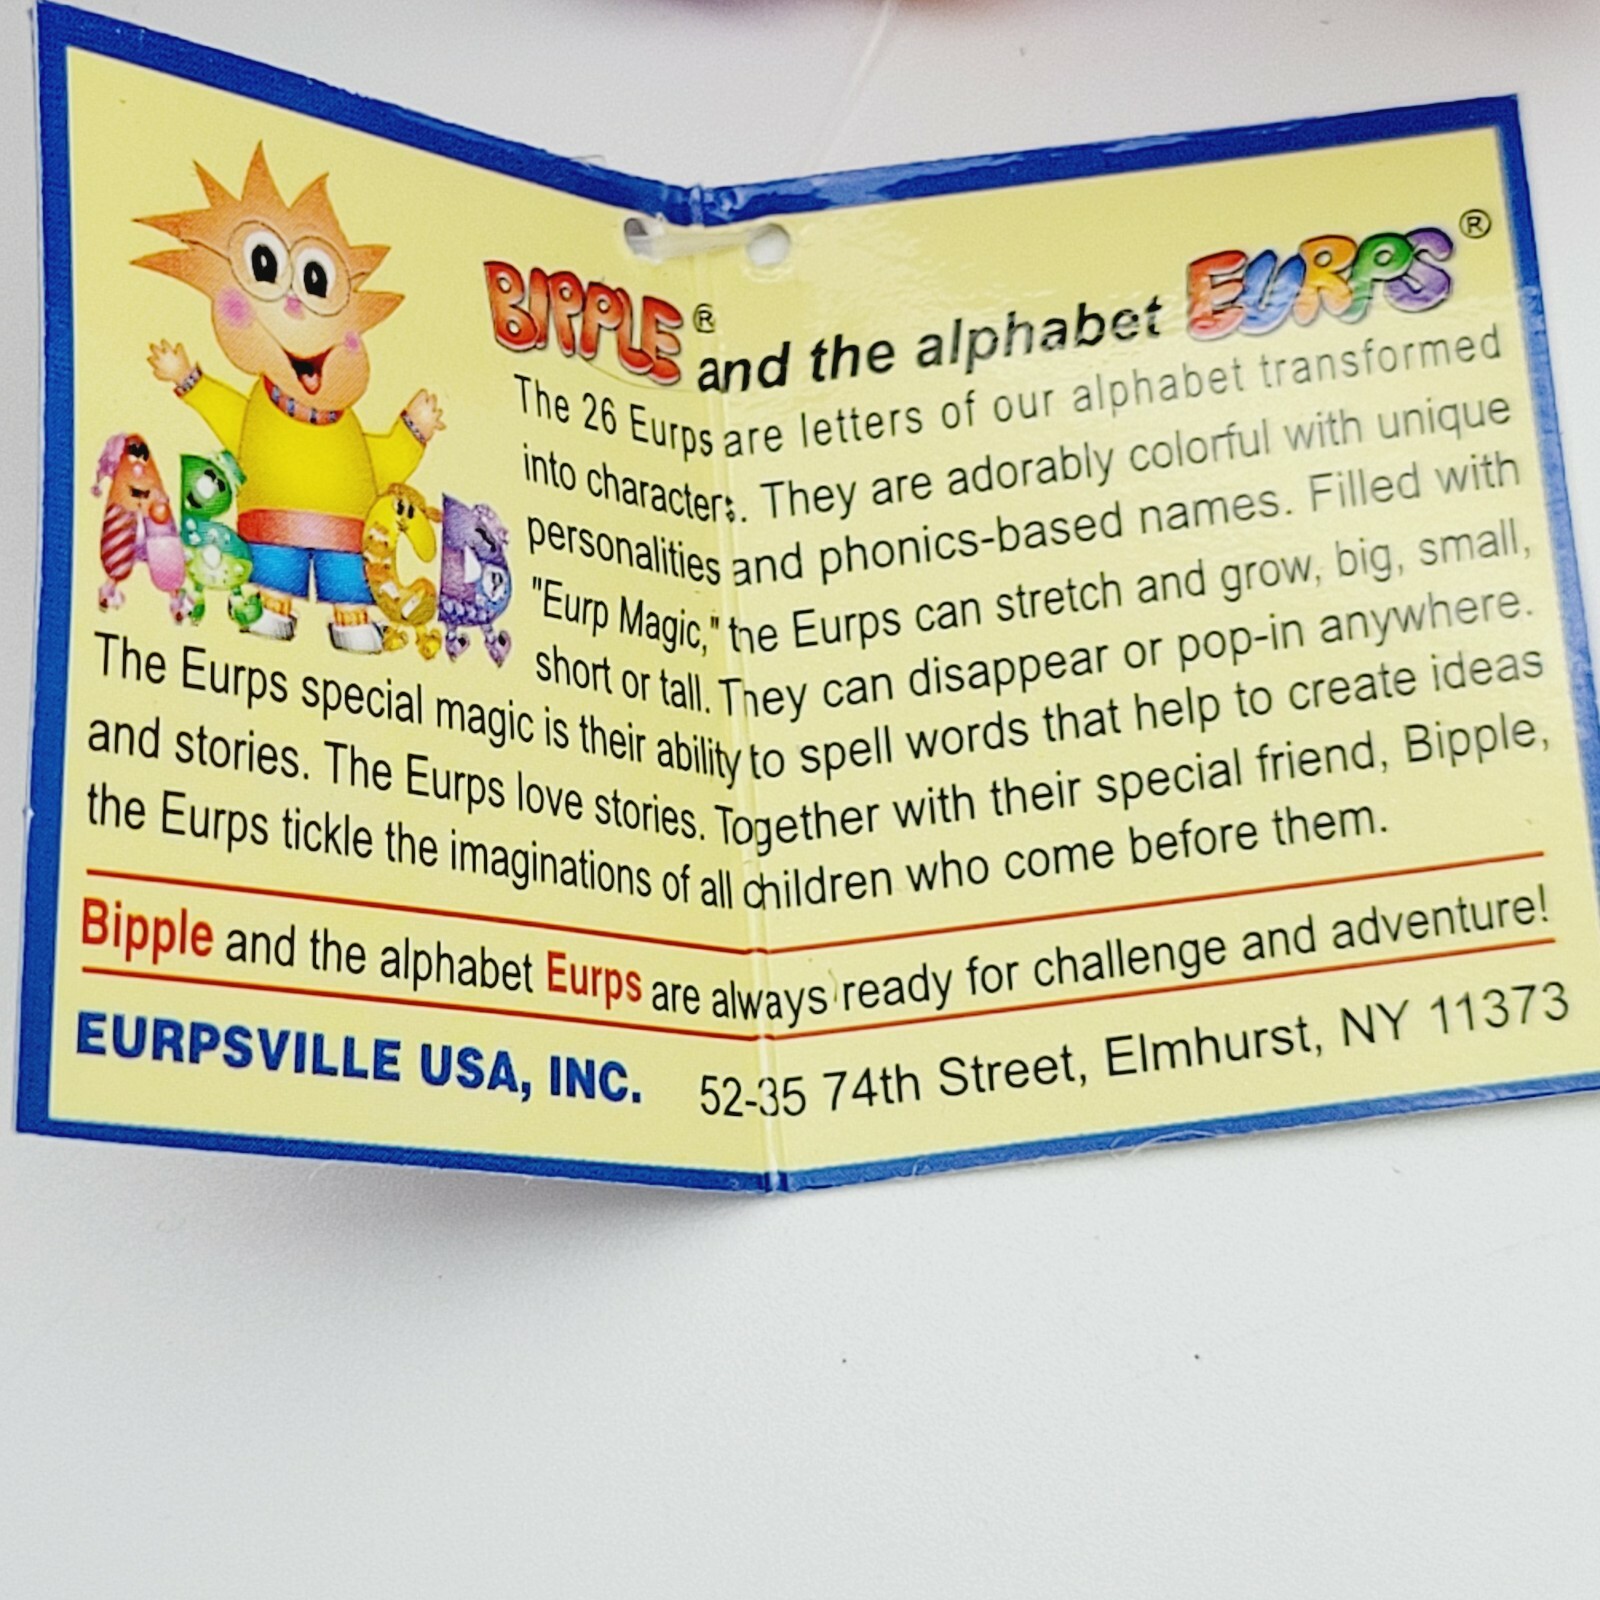 BIPPLE® and the alphabet EURPS®
The 26 Eurps are letters of our alphabet transformed
into characters. They are adorably colorful with unique
personalities and phonics-based names. Filled with
"Eurp Magic," the Eurps can stretch and grow, big, small,
short or tall. They can disappear or pop-in anywhere.
The Eurps special magic is their ability to spell words that help to create ideas
and stories. The Eurps love stories. Together with their special friend, Bipple,
the Eurps tickle the imaginations of all children who come before them.
Bipple and the alphabet Eurps are always ready for challenge and adventure!
EURPSVILLE USA, INC. 52-35 74th Street, Elmhurst, NY 11373